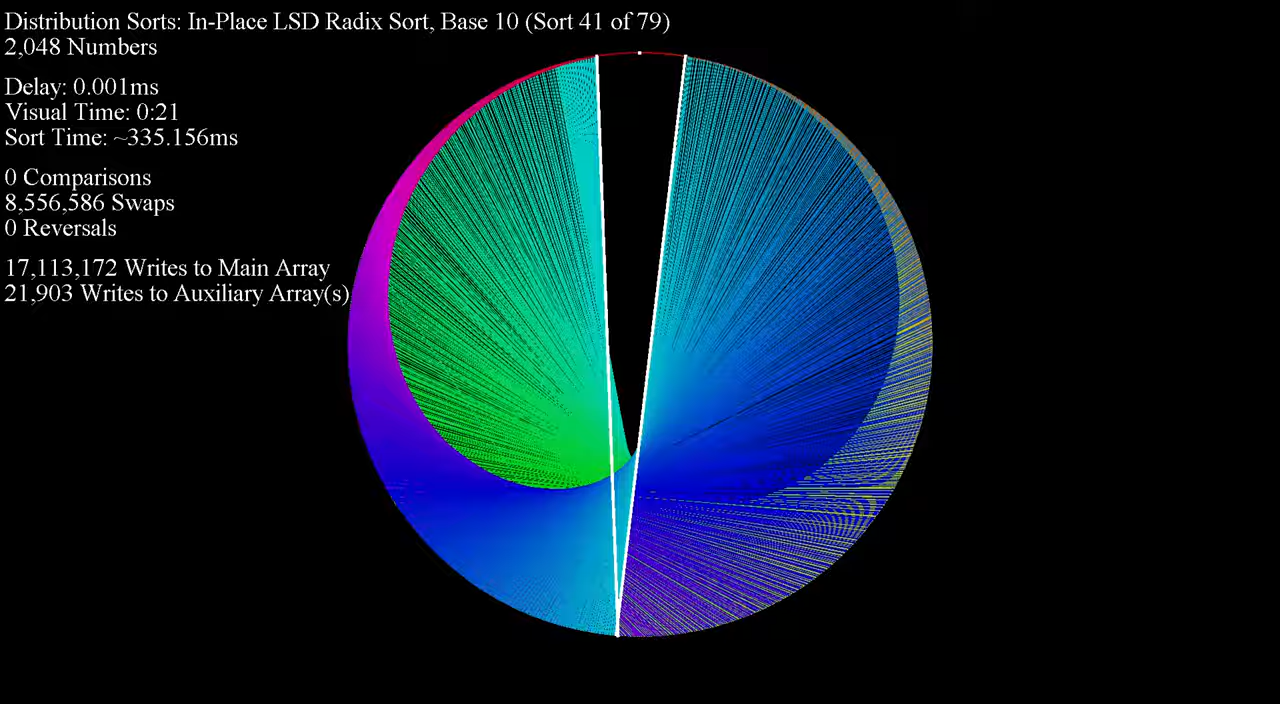 Distribution Sorts: In-Place LSD Radix Sort, Base 10 (Sort 41 of 79)
2,048 Numbers
Delay: 0.001ms
Visual Time: 0:21
Sort Time: ~335.156ms
0 Comparisons
8,556,586 Swaps
0 Reversals
17,113,172 Writes to Main Array
21,903 Writes to Auxiliary Array(s)